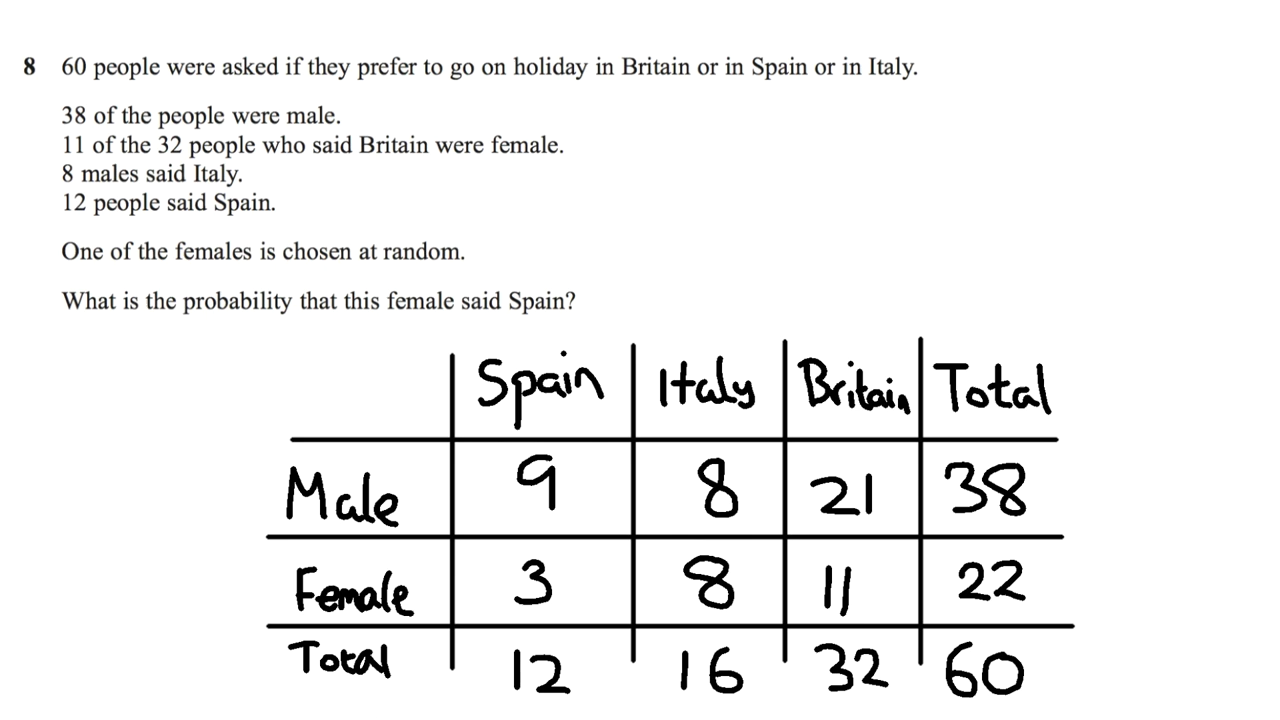 8 60 people were asked if they prefer to go on holiday in Britain or in Spain or in Italy.
38 of the people were male.
11 of the 32 people who said Britain were female.
8 males said Italy.
12 people said Spain.
One of the females is chosen at random.
What is the probability that this female said Spain?
Spain Italy Britain Total
Male 9 8 21 38
Female 3 8 11 22
Total 12 16 32 60